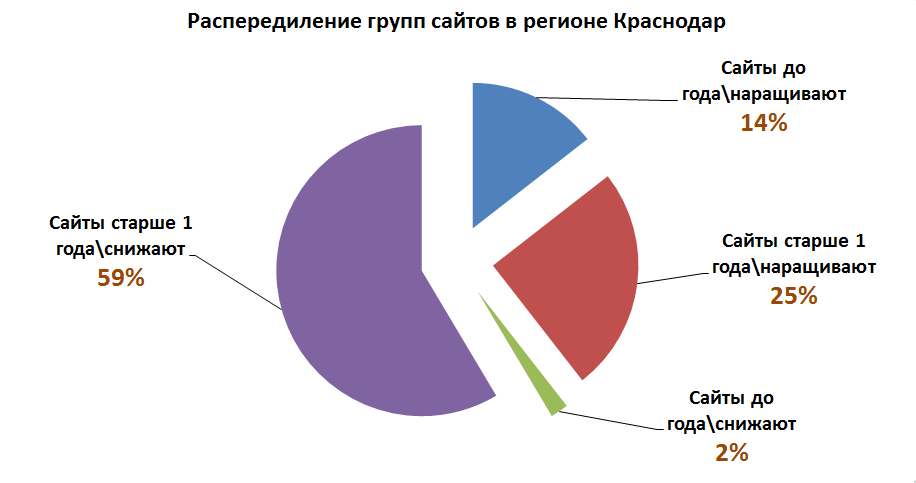 Распередиление групп сайтов в регионе Краснодар
Сайты до
года\наращивают
14%
Сайты старше 1
года\снижают
59%
Сайты старше 1
года\наращивают
25%
Сайты до
года\снижают
2%